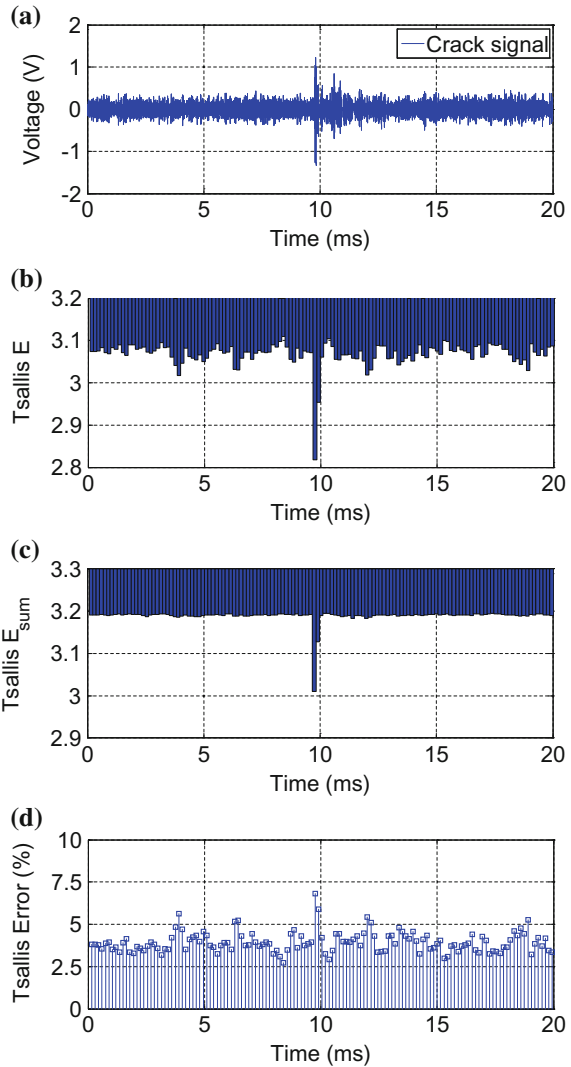 (a)
2
1
0
-1
-2
Voltage (V)
Crack signal
0 5 10 15 20
Time (ms)
(b)
3.2
3.1
3
2.9
2.8
Tsallis E
0 5 10 15 20
Time (ms)
(c)
3.3
3.2
3.1
3
2.9
Tsallis E_sum
0 5 10 15 20
Time (ms)
(d)
10
7.5
5
2.5
0
Tsallis Error (%)
0 5 10 15 20
Time (ms)